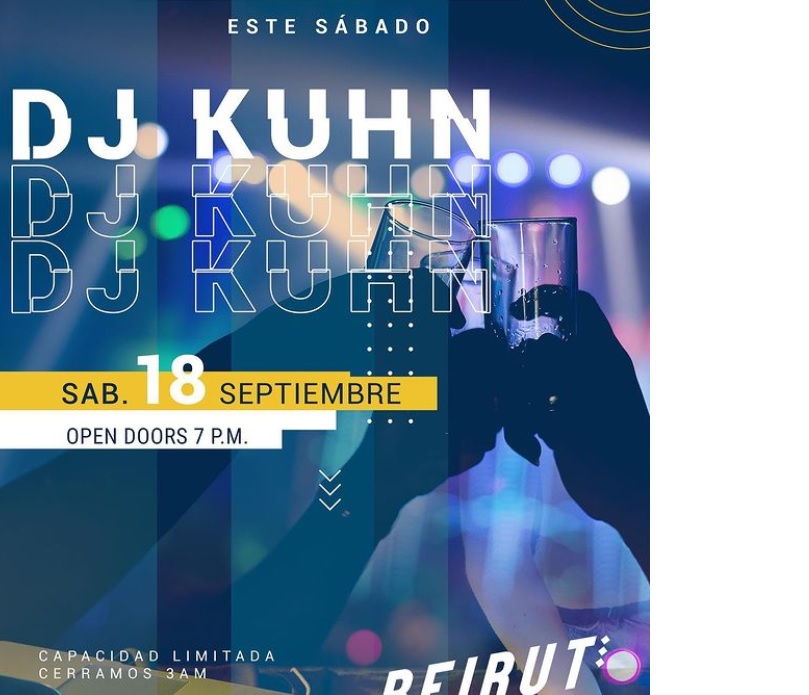 ESTE SÁBADO
DJ KUHN
DJ KUHN
DJ KUHN
SAB. 18 SEPTIEMBRE
OPEN DOORS 7 P.M.
CAPACIDAD LIMITADA
CERRAMOS 3AM
BEIRUT